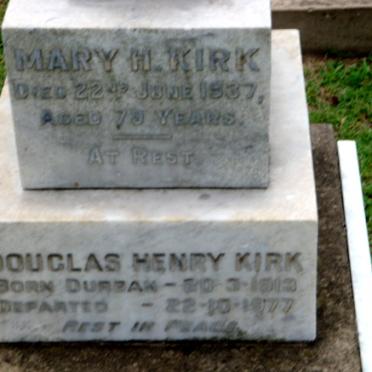 MARY H. KIRK
DIED 22ND JUNE 1937,
AGED 79 YEARS.
AT REST
DOUGLAS HENRY KIRK
BORN DURBAN - 20-3-1913
DEPARTED - 22-10-1977
REST IN PEACE